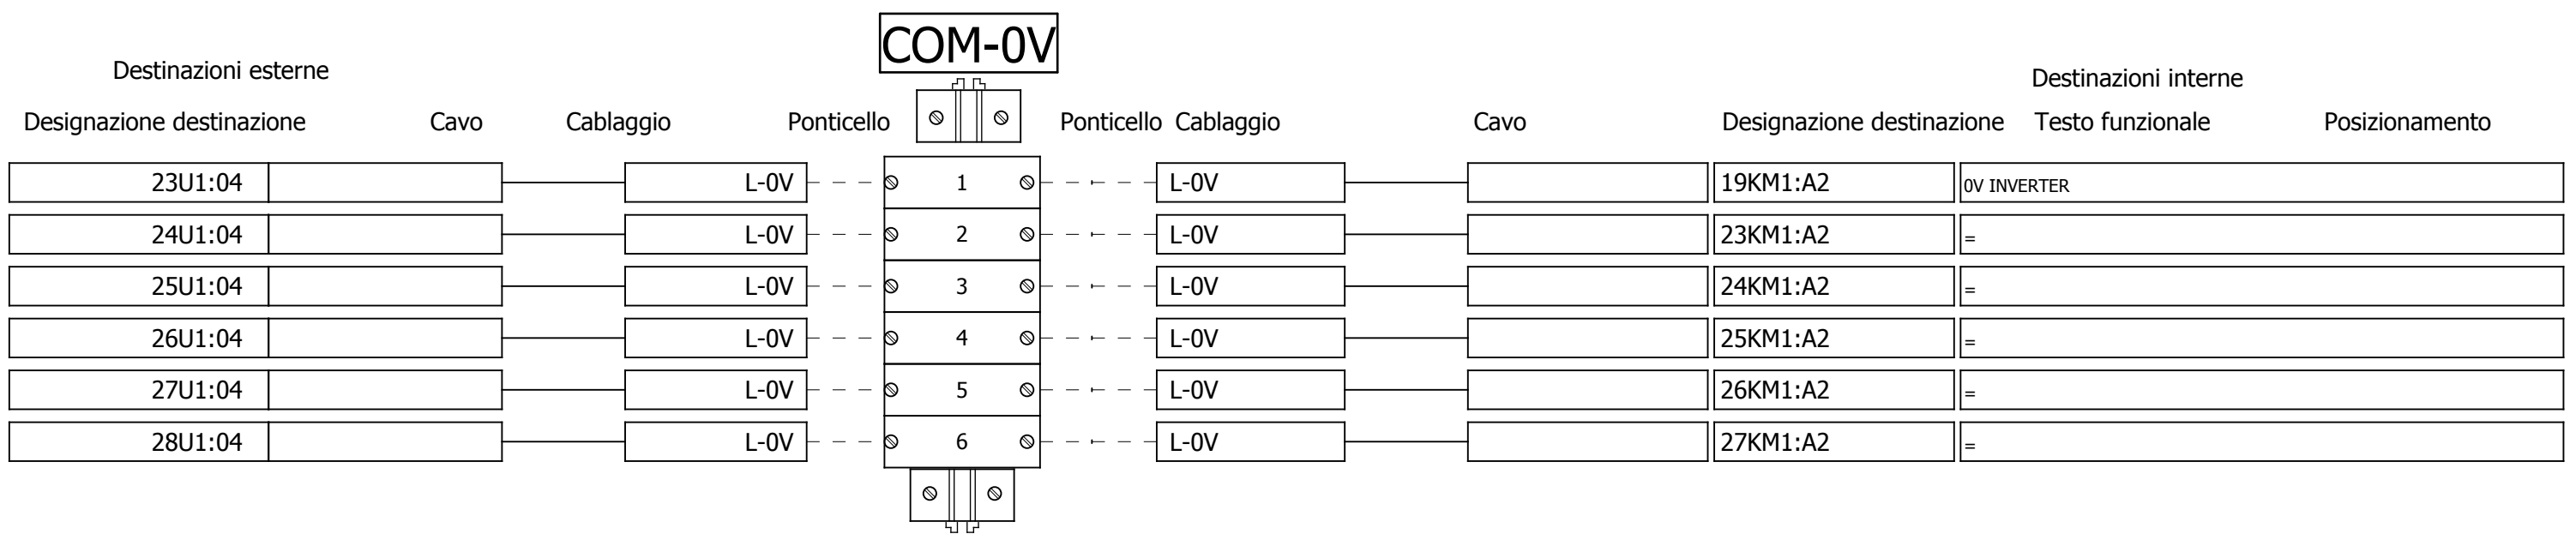 COM-0V
Destinazioni esterne
Destinazioni interne
Designazione destinazione Cavo Cablaggio Ponticello Ponticello Cablaggio Cavo Designazione destinazione Testo funzionale Posizionamento
23U1:04 L-0V 1 L-0V 19KM1:A2 0V INVERTER
24U1:04 L-0V 2 L-0V 23KM1:A2 =
25U1:04 L-0V 3 L-0V 24KM1:A2 =
26U1:04 L-0V 4 L-0V 25KM1:A2 =
27U1:04 L-0V 5 L-0V 26KM1:A2 =
28U1:04 L-0V 6 L-0V 27KM1:A2 =